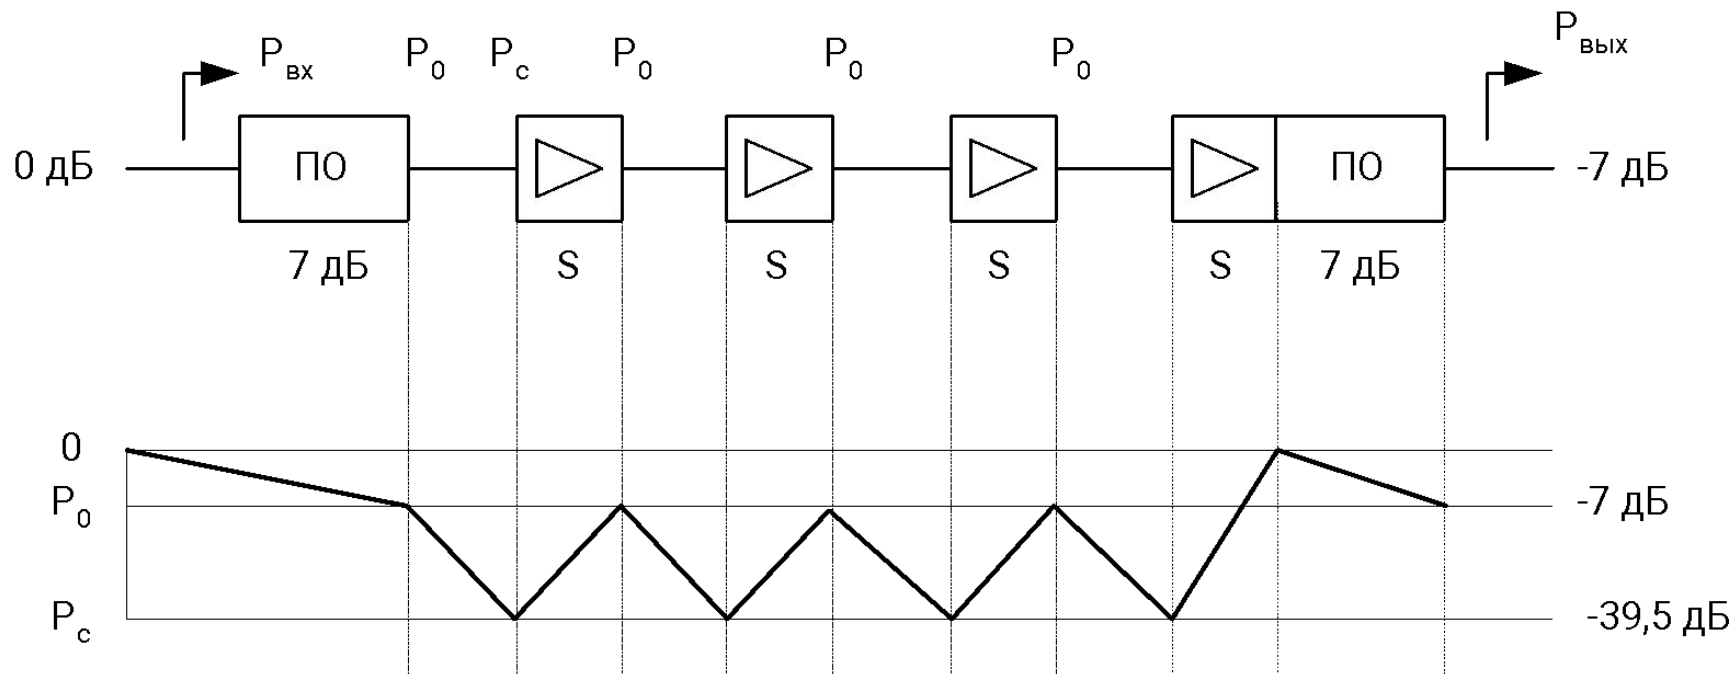 Pвх P0 Pс P0 P0 P0 Pвых
0 дБ ПО ПО -7 дБ
7 дБ S S S S 7 дБ
0
P0 -7 дБ
Pс -39,5 дБ